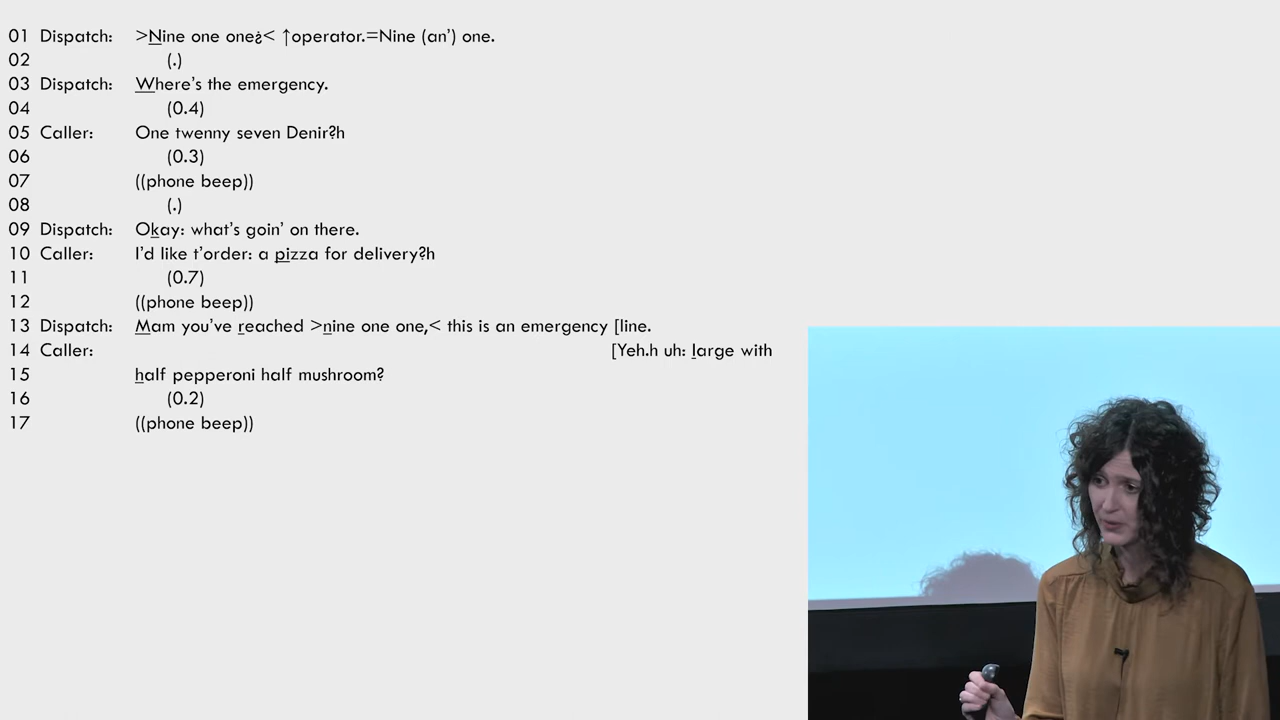 01 Dispatch: >Nine one one¿< ↑operator.=Nine (an’) one.
02 (.)
03 Dispatch: Where’s the emergency.
04 (0.4)
05 Caller: One twenny seven Denir?h
06 (0.3)
07 ((phone beep))
08 (.)
09 Dispatch: Okay: what’s goin’ on there.
10 Caller: I’d like t’order: a pizza for delivery?h
11 (0.7)
12 ((phone beep))
13 Dispatch: Mam you’ve reached >nine one one,< this is an emergency [line.
14 Caller: [Yeh.h uh: large with
15 half pepperoni half mushroom?
16 (0.2)
17 ((phone beep))